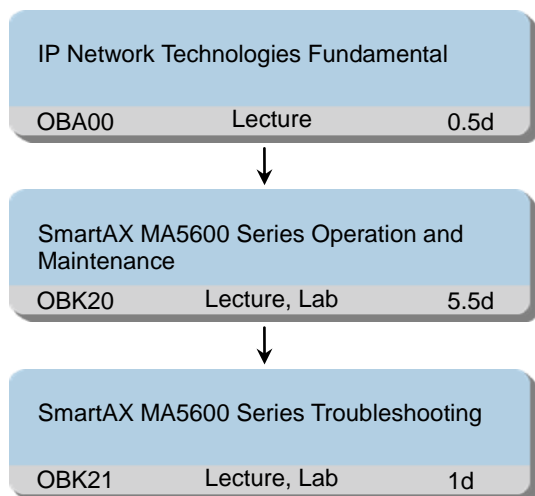 IP Network Technologies Fundamental
OBA00 Lecture 0.5d
SmartAX MA5600 Series Operation and
Maintenance
OBK20 Lecture, Lab 5.5d
SmartAX MA5600 Series Troubleshooting
OBK21 Lecture, Lab 1d